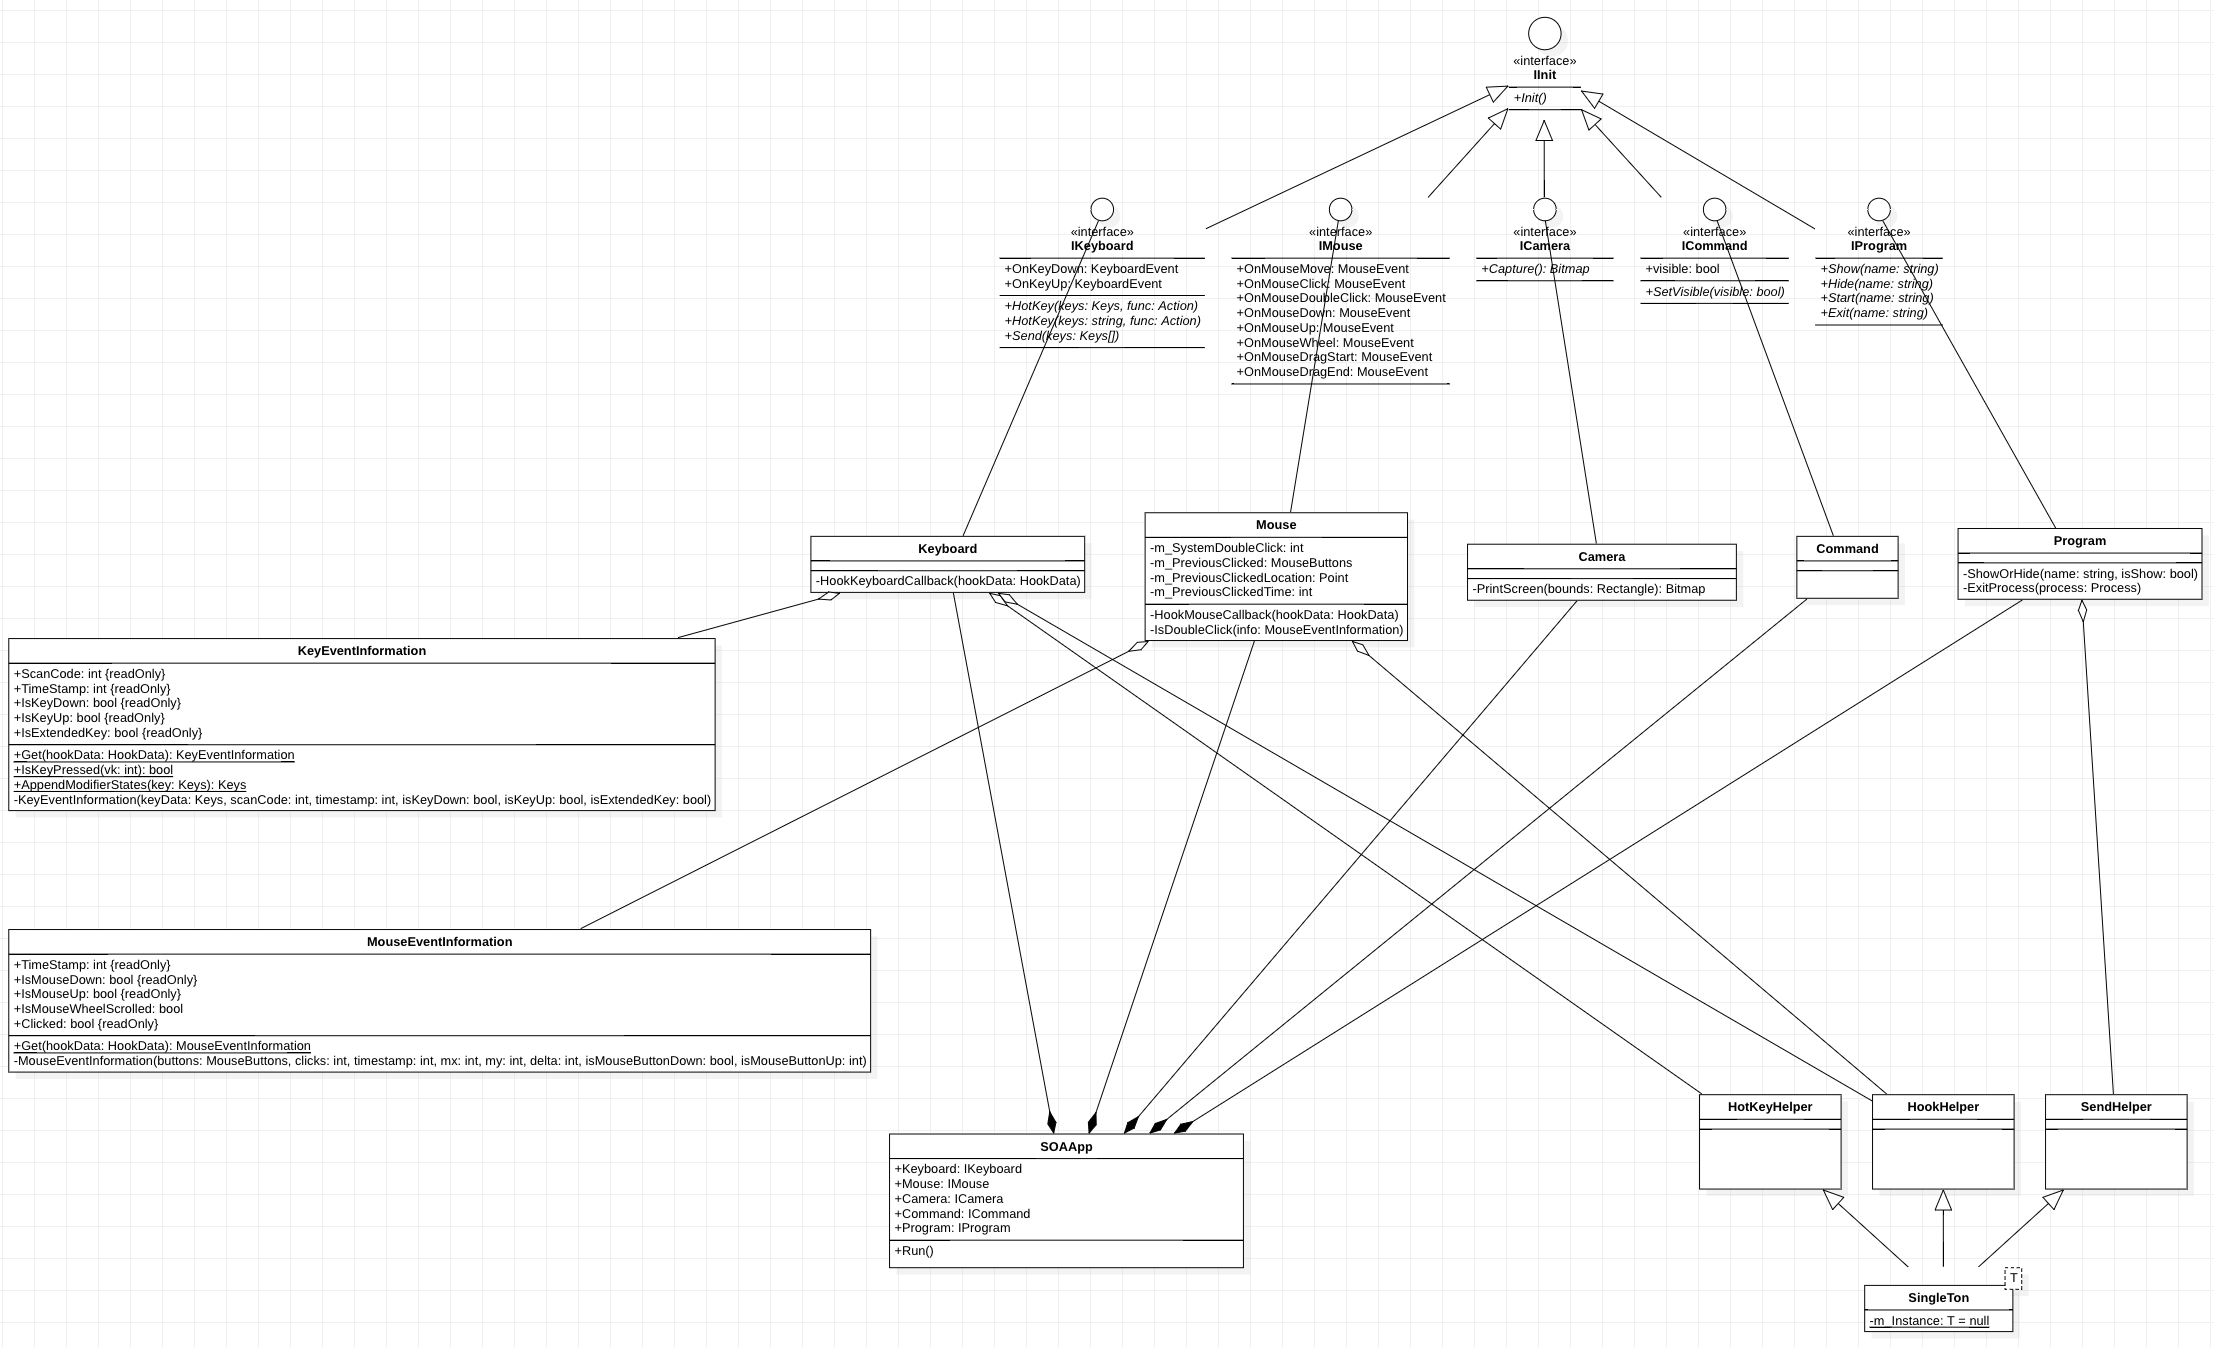 «interface»
IInit
+Init()
«interface»
IKeyboard
+OnKeyDown: KeyboardEvent
+OnKeyUp: KeyboardEvent
+HotKey(keys: Keys, func: Action)
+HotKey(keys: string, func: Action)
+Send(keys: Keys[])
«interface»
IMouse
+OnMouseMove: MouseEvent
+OnMouseClick: MouseEvent
+OnMouseDoubleClick: MouseEvent
+OnMouseDown: MouseEvent
+OnMouseUp: MouseEvent
+OnMouseWheel: MouseEvent
+OnMouseDragStart: MouseEvent
+OnMouseDragEnd: MouseEvent
«interface»
ICamera
+Capture(): Bitmap
«interface»
ICommand
+visible: bool
+SetVisible(visible: bool)
«interface»
IProgram
+Show(name: string)
+Hide(name: string)
+Start(name: string)
+Exit(name: string)
Keyboard
-HookKeyboardCallback(hookData: HookData)
Mouse
-m_SystemDoubleClick: int
-m_PreviousClicked: MouseButtons
-m_PreviousClickedLocation: Point
-m_PreviousClickedTime: int
-HookMouseCallback(hookData: HookData)
-IsDoubleClick(info: MouseEventInformation)
Camera
-PrintScreen(bounds: Rectangle): Bitmap
Command
Program
-ShowOrHide(name: string, isShow: bool)
-ExitProcess(process: Process)
KeyEventInformation
+ScanCode: int {readOnly}
+TimeStamp: int {readOnly}
+IsKeyDown: bool {readOnly}
+IsKeyUp: bool {readOnly}
+IsExtendedKey: bool {readOnly}
+Get(hookData: HookData): KeyEventInformation
+IsKeyPressed(vk: int): bool
+AppendModifierStates(key: Keys): Keys
-KeyEventInformation(keyData: Keys, scanCode: int, timestamp: int, isKeyDown: bool, isKeyUp: bool, isExtendedKey: bool)
MouseEventInformation
+TimeStamp: int {readOnly}
+IsMouseDown: bool {readOnly}
+IsMouseUp: bool {readOnly}
+IsMouseWheelScrolled: bool
+Clicked: bool {readOnly}
+Get(hookData: HookData): MouseEventInformation
-MouseEventInformation(buttons: MouseButtons, clicks: int, timestamp: int, mx: int, my: int, delta: int, isMouseButtonDown: bool, isMouseButtonUp: int)
SOAApp
+Keyboard: IKeyboard
+Mouse: IMouse
+Camera: ICamera
+Command: ICommand
+Program: IProgram
+Run()
HotKeyHelper
HookHelper
SendHelper
T
SingleTon
-m_Instance: T = null